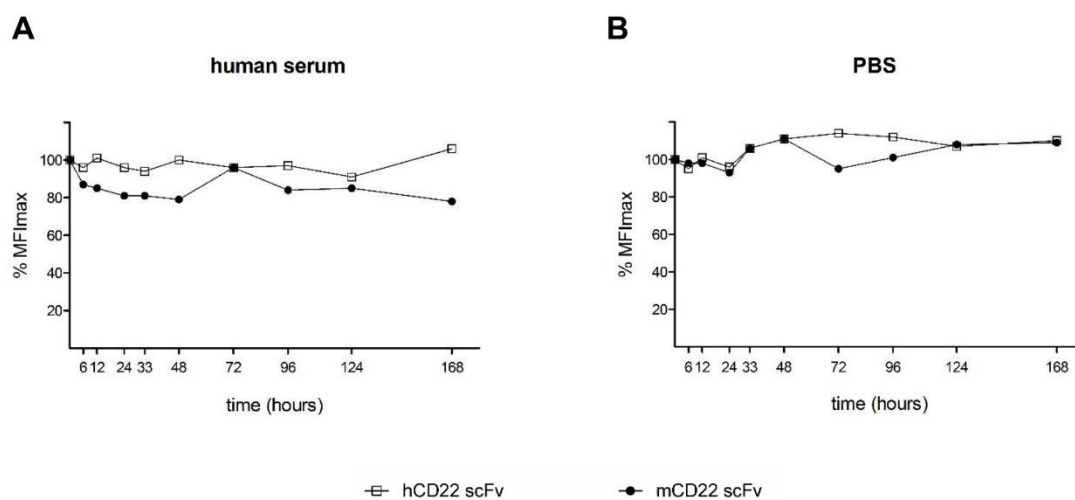 A
human serum
% MFImax
100
80
60
40
20
6 12 24 33 48 72 96 124 168
time (hours)
B
PBS
% MFImax
100
80
60
40
20
6 12 24 33 48 72 96 124 168
time (hours)
hCD22 scFv mCD22 scFv